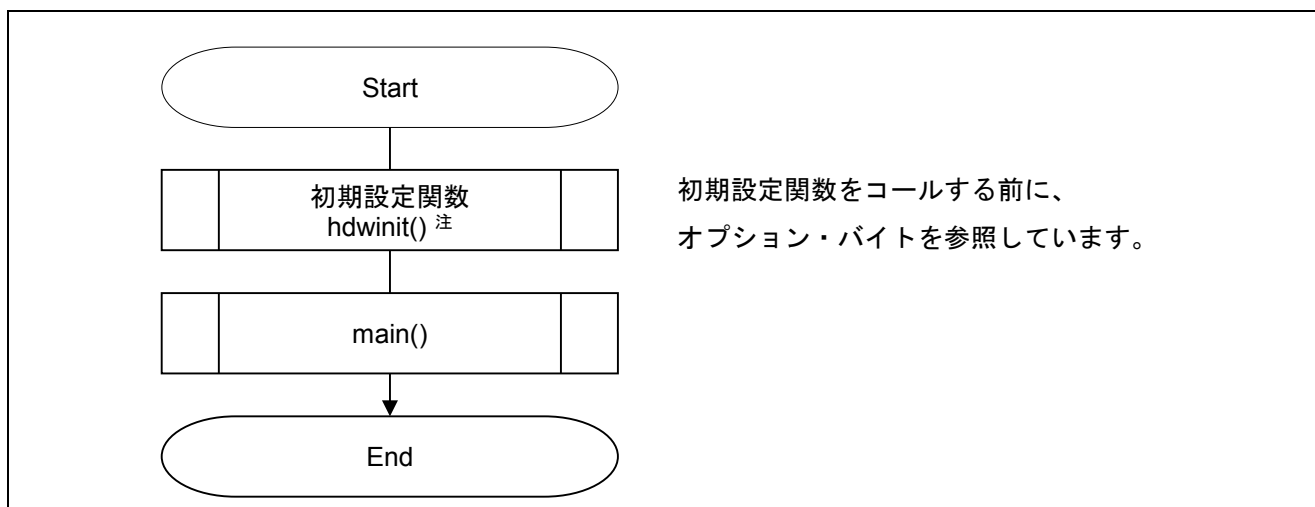 Start
初期設定関数
hdwinit() 注
初期設定関数をコールする前に、
オプション・バイトを参照しています。
main()
End